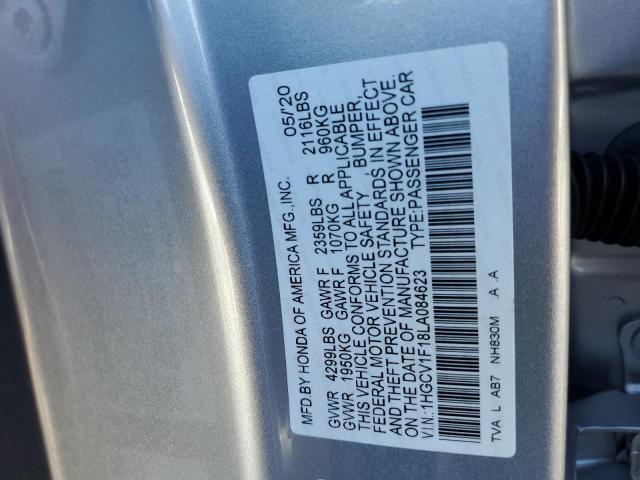 MFD.BY HONDA OF AMERICA MFG.,INC. 05/'20
GVWR 4299LBS GAWR F 2359LBS R 2116LBS
GVWR 1950KG GAWR F 1070KG R 960KG
THIS VEHICLE CONFORMS TO ALL APPLICABLE
FEDERAL MOTOR VEHICLE SAFETY , BUMPER,
AND THEFT PREVENTION STANDARDS IN EFFECT
ON THE DATE OF MANUFACTURE SHOWN ABOVE.
VIN:1HGCV1F18LA084623 TYPE:PASSENGER CAR
TVA L AB7 NH830M .A .A